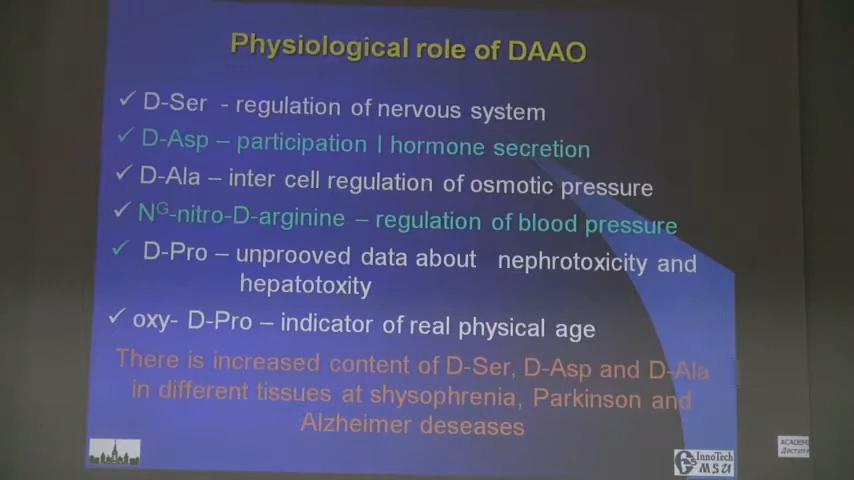 Physiological role of DAAO
✓ D-Ser - regulation of nervous system
✓ D-Asp – participation I hormone secretion
✓ D-Ala – inter cell regulation of osmotic pressure
✓ N^G-nitro-D-arginine – regulation of blood pressure
✓ D-Pro – unprooved data about nephrotoxicity and
hepatotoxity
✓ oxy- D-Pro – indicator of real physical age
There is increased content of D-Ser, D-Asp and D-Ala
in different tissues at shysophrenia, Parkinson and
Alzheimer deseases
InnoTech
MSU